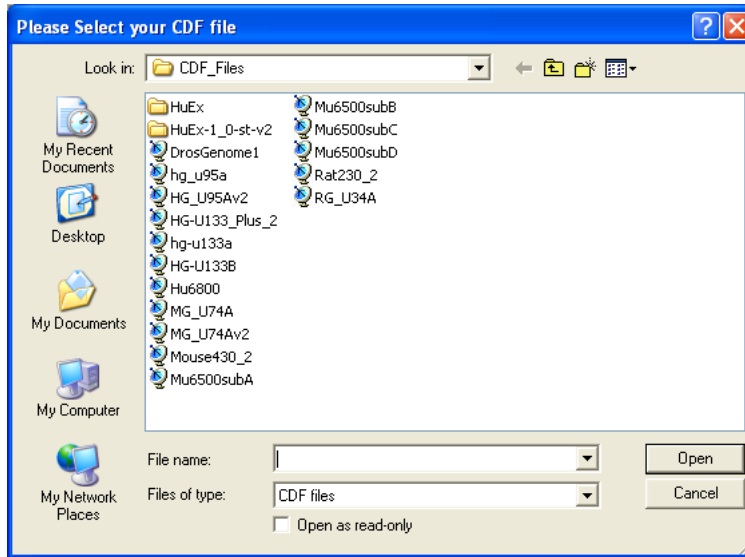 Please Select your CDF file
Look in: CDF_Files
My Recent
Documents
Desktop
My Documents
My Computer
My Network
Places
HuEx
HuEx-1_0-st-v2
DrosGenome1
hg_u95a
HG_U95Av2
HG-U133_Plus_2
hg-u133a
HG-U133B
Hu6800
MG_U74A
MG_U74Av2
Mouse430_2
Mu6500subA
Mu6500subB
Mu6500subC
Mu6500subD
Rat230_2
RG_U34A
File name:
Open
Files of type: CDF files
Cancel
Open as read-only